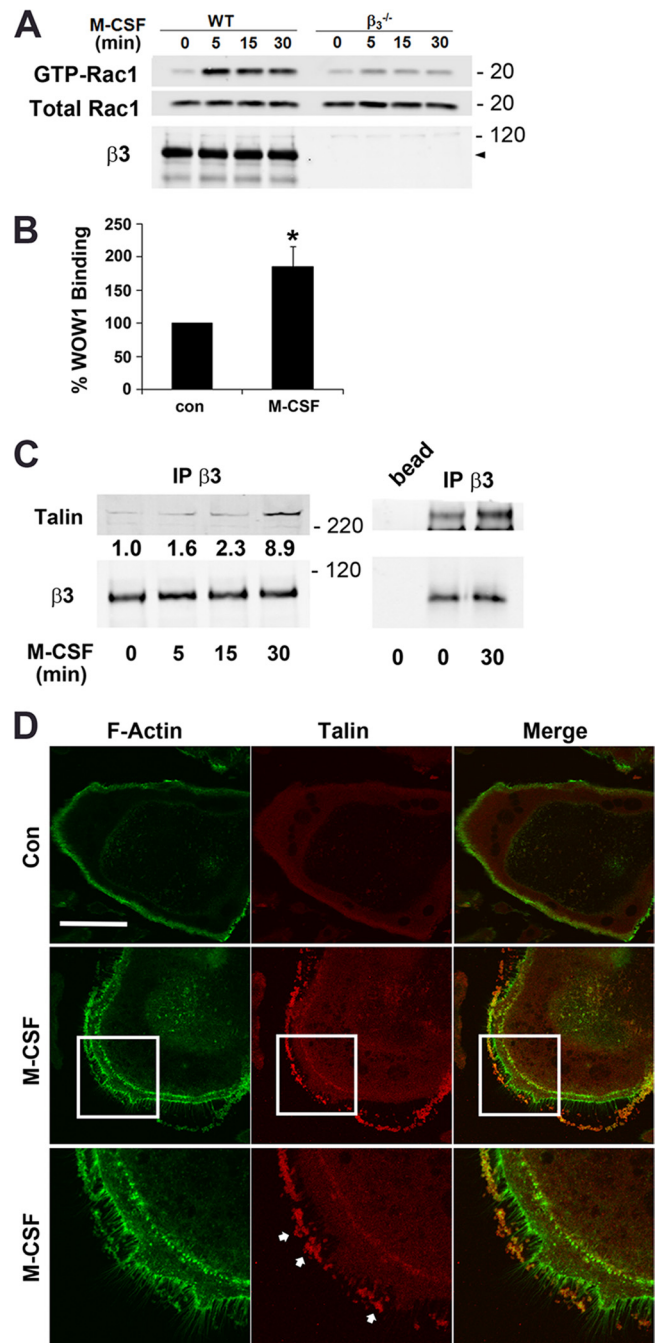 A
M-CSF (min)
WT
β3-/-
0 5 15 30 0 5 15 30
GTP-Rac1 - 20
Total Rac1 - 20
- 120
β3
B
% WOW1 Binding
250
200
150
100
50
0
*
con M-CSF
C
IP β3
bead IP β3
Talin
- 220
1.0 1.6 2.3 8.9
- 120
β3
M-CSF (min)
0 5 15 30 0 0 30
D
F-Actin Talin Merge
Con
M-CSF
M-CSF